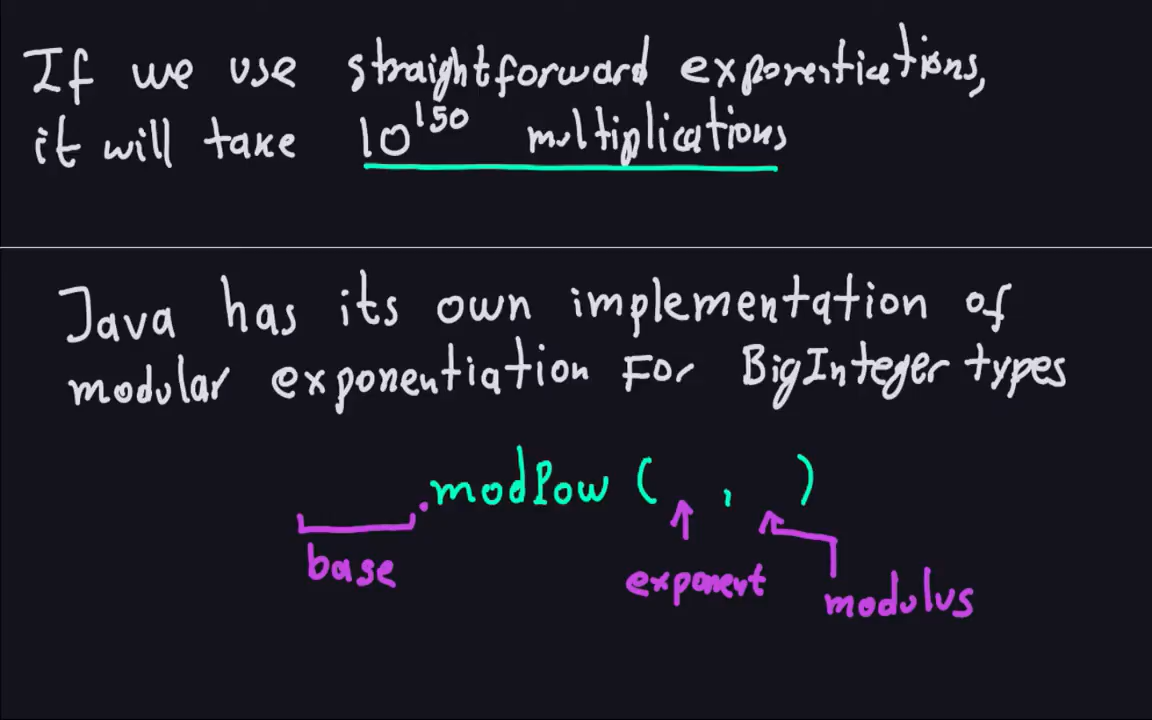 If we use straightforward exponentiations,
it will take 10^150 multiplications
Java has its own implementation of
modular exponentiation For BigInteger types
.modPow ( , )
base
exponent
modulus